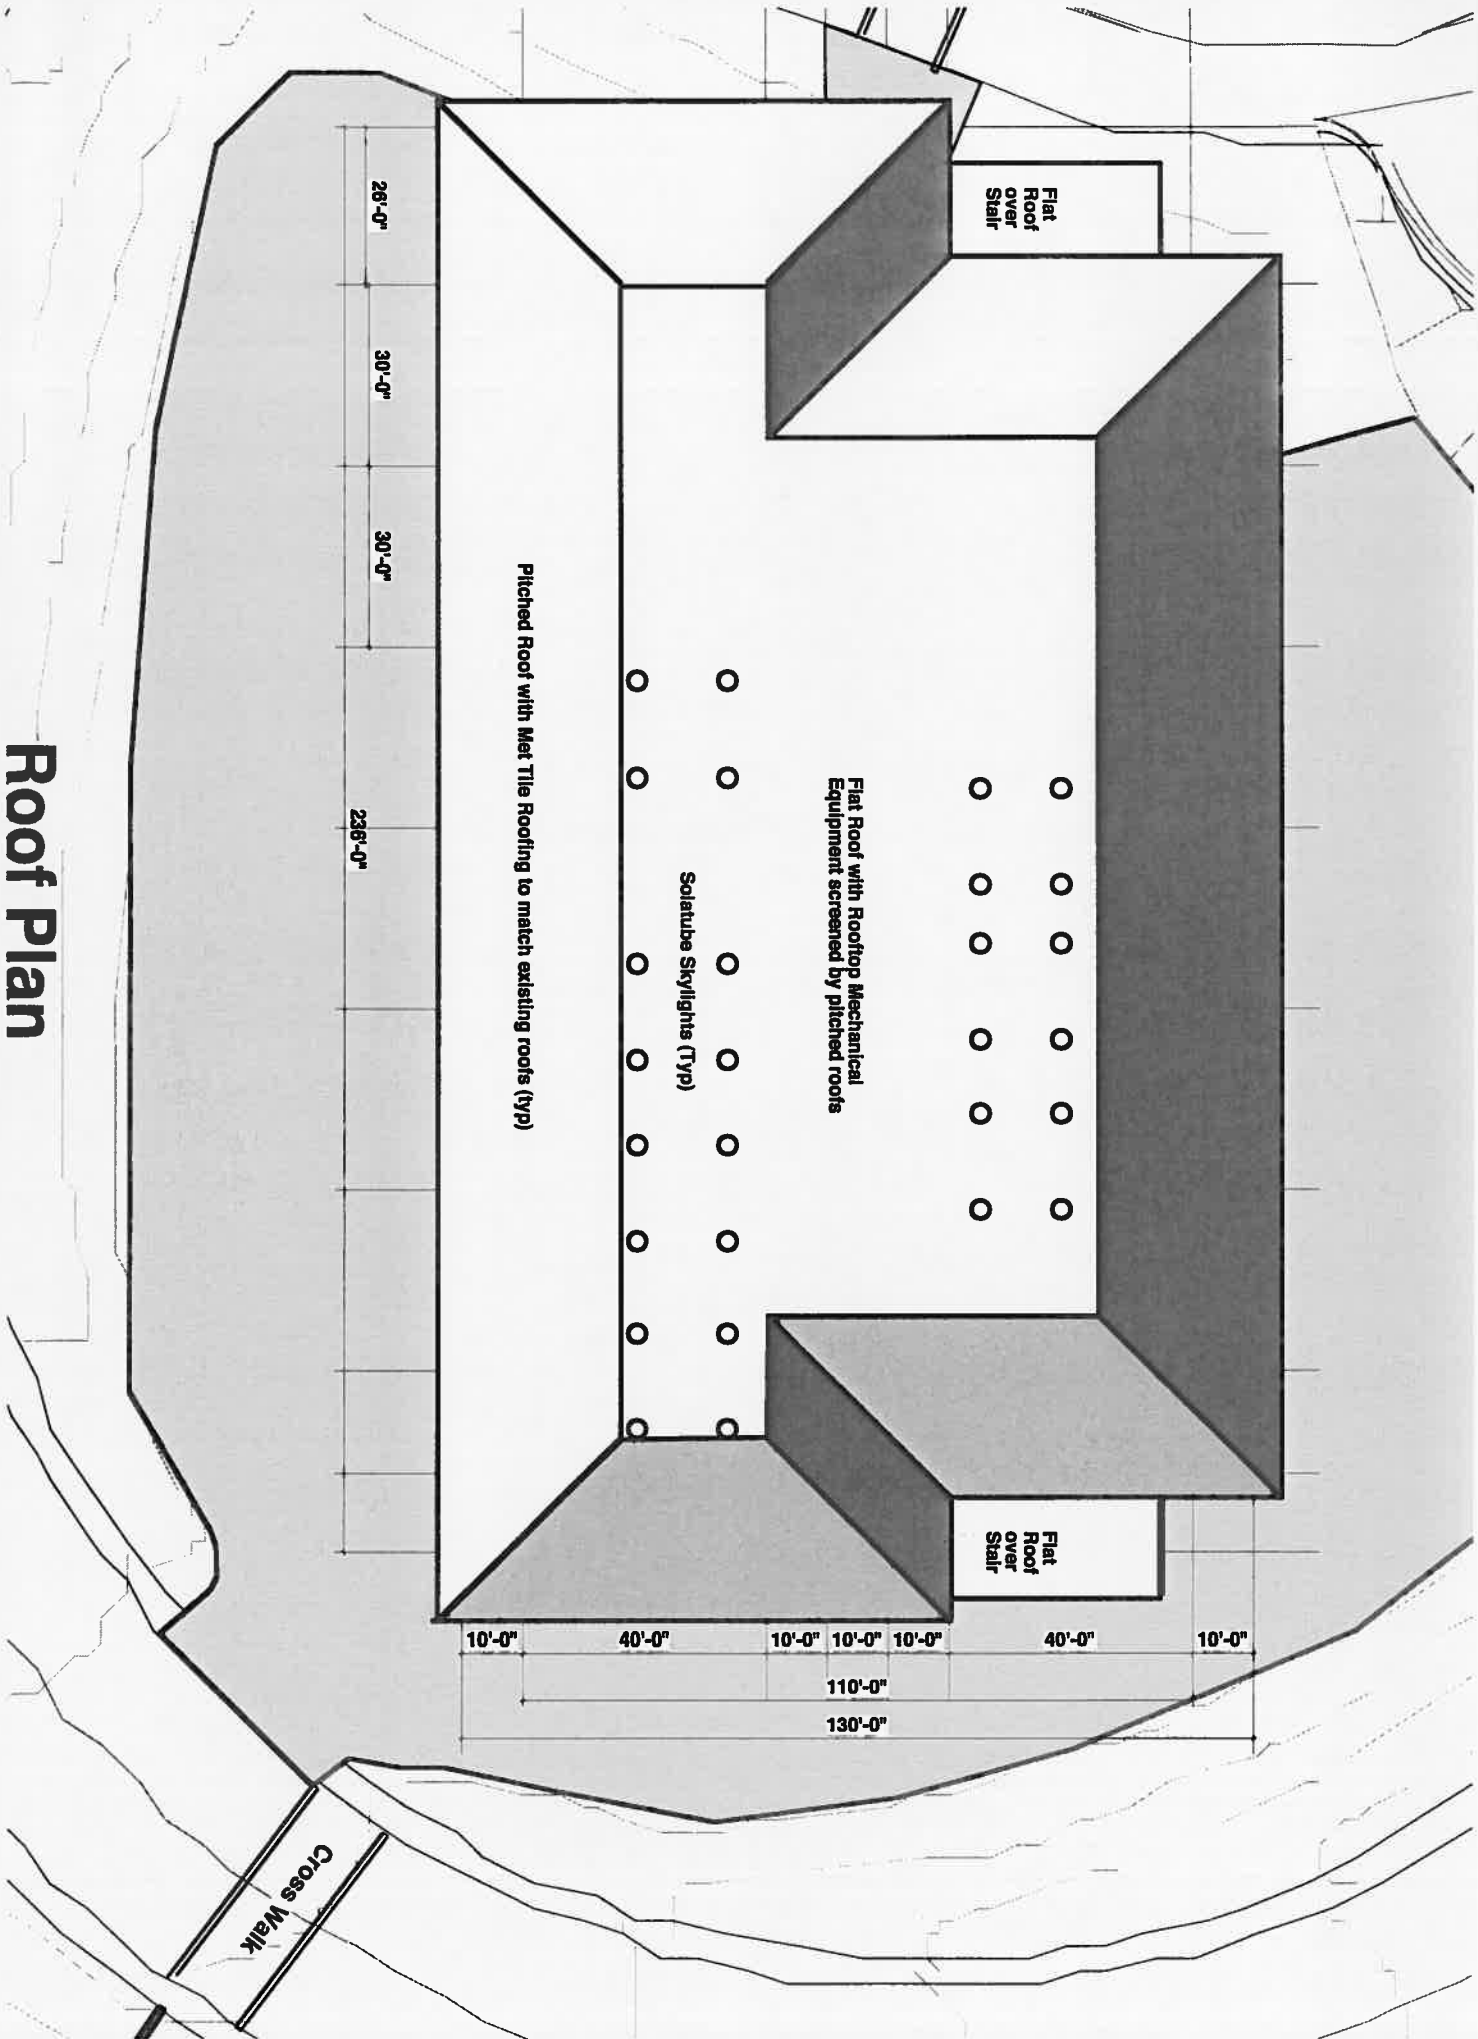 Flat
Roof
over
Stair
Flat
Roof
over
Stair
Flat Roof with Rooftop Mechanical
Equipment screened by pitched roofs
Solatube Skylights (Typ)
Pitched Roof with Met Tile Roofing to match existing roofs (typ)
26'-0"
30'-0"
30'-0"
236'-0"
10'-0"
40'-0"
10'-0"
10'-0"
10'-0"
40'-0"
10'-0"
110'-0"
130'-0"
Cross Walk
Roof Plan